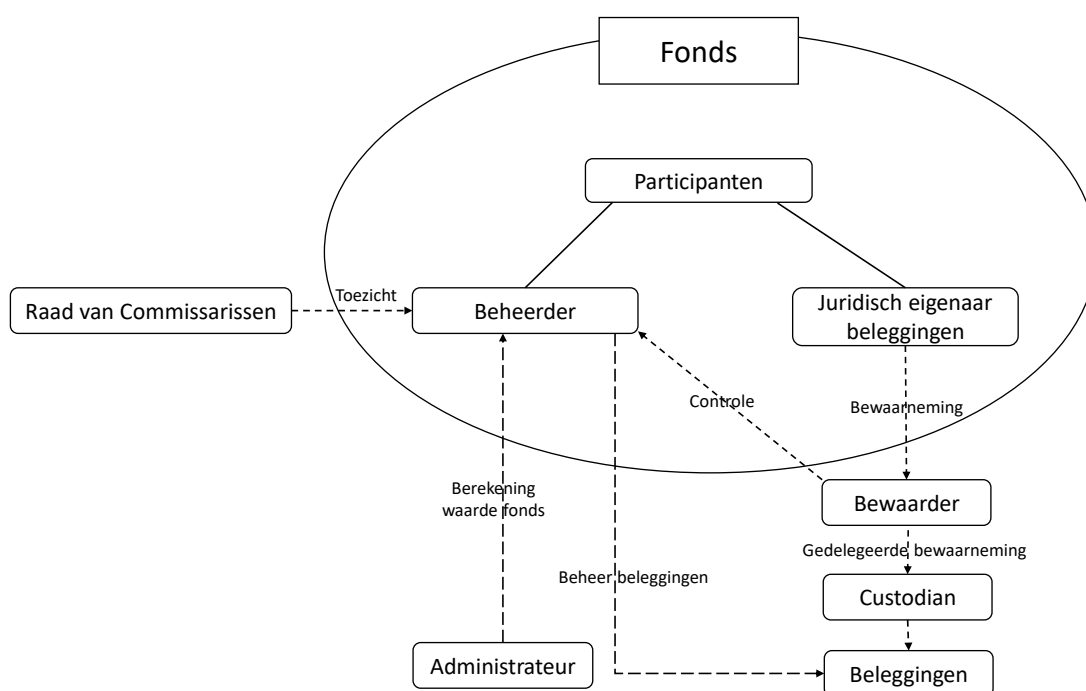 Fonds
Participanten
Raad van Commissarissen
Toezicht
Beheerder
Juridisch eigenaar
beleggingen
Controle
Bewaarneming
Berekening
waarde fonds
Bewaarder
Gedelegeerde bewaarneming
Beheer beleggingen
Custodian
Administrateur
Beleggingen